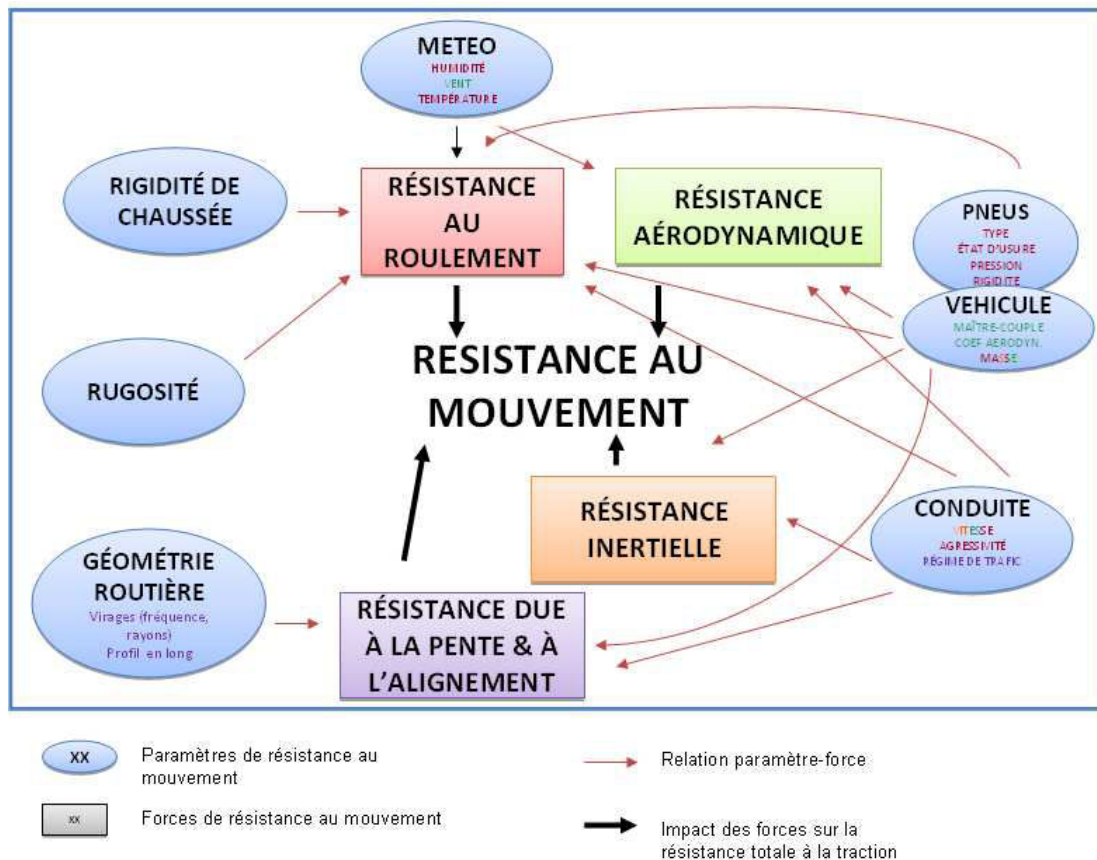 METEO
HUMIDITÉ
VENT
TEMPÉRATURE
RIGIDITÉ DE
CHAUSSÉE
RÉSISTANCE
AU
ROULEMENT
RÉSISTANCE
AÉRODYNAMIQUE
PNEUS
TYPE
ÉTAT D'USURE
PRESSION
RIGIDITE
VEHICULE
MAÎTRE-COUPLE
COEF AERODYN.
MASSE
RUGOSITÉ
RESISTANCE AU
MOUVEMENT
RÉSISTANCE
INERTIELLE
CONDUITE
VITESSE
AGRESSIVITÉ
RÉGIME DE TRAFIC
GÉOMÉTRIE
ROUTIÈRE
Virages (fréquence,
rayons)
Profil en long
RÉSISTANCE DUE
À LA PENTE & À
L'ALIGNEMENT
XX
Paramètres de résistance au
mouvement
Relation paramètre-force
xx
Forces de résistance au mouvement
Impact des forces sur la
résistance totale à la traction